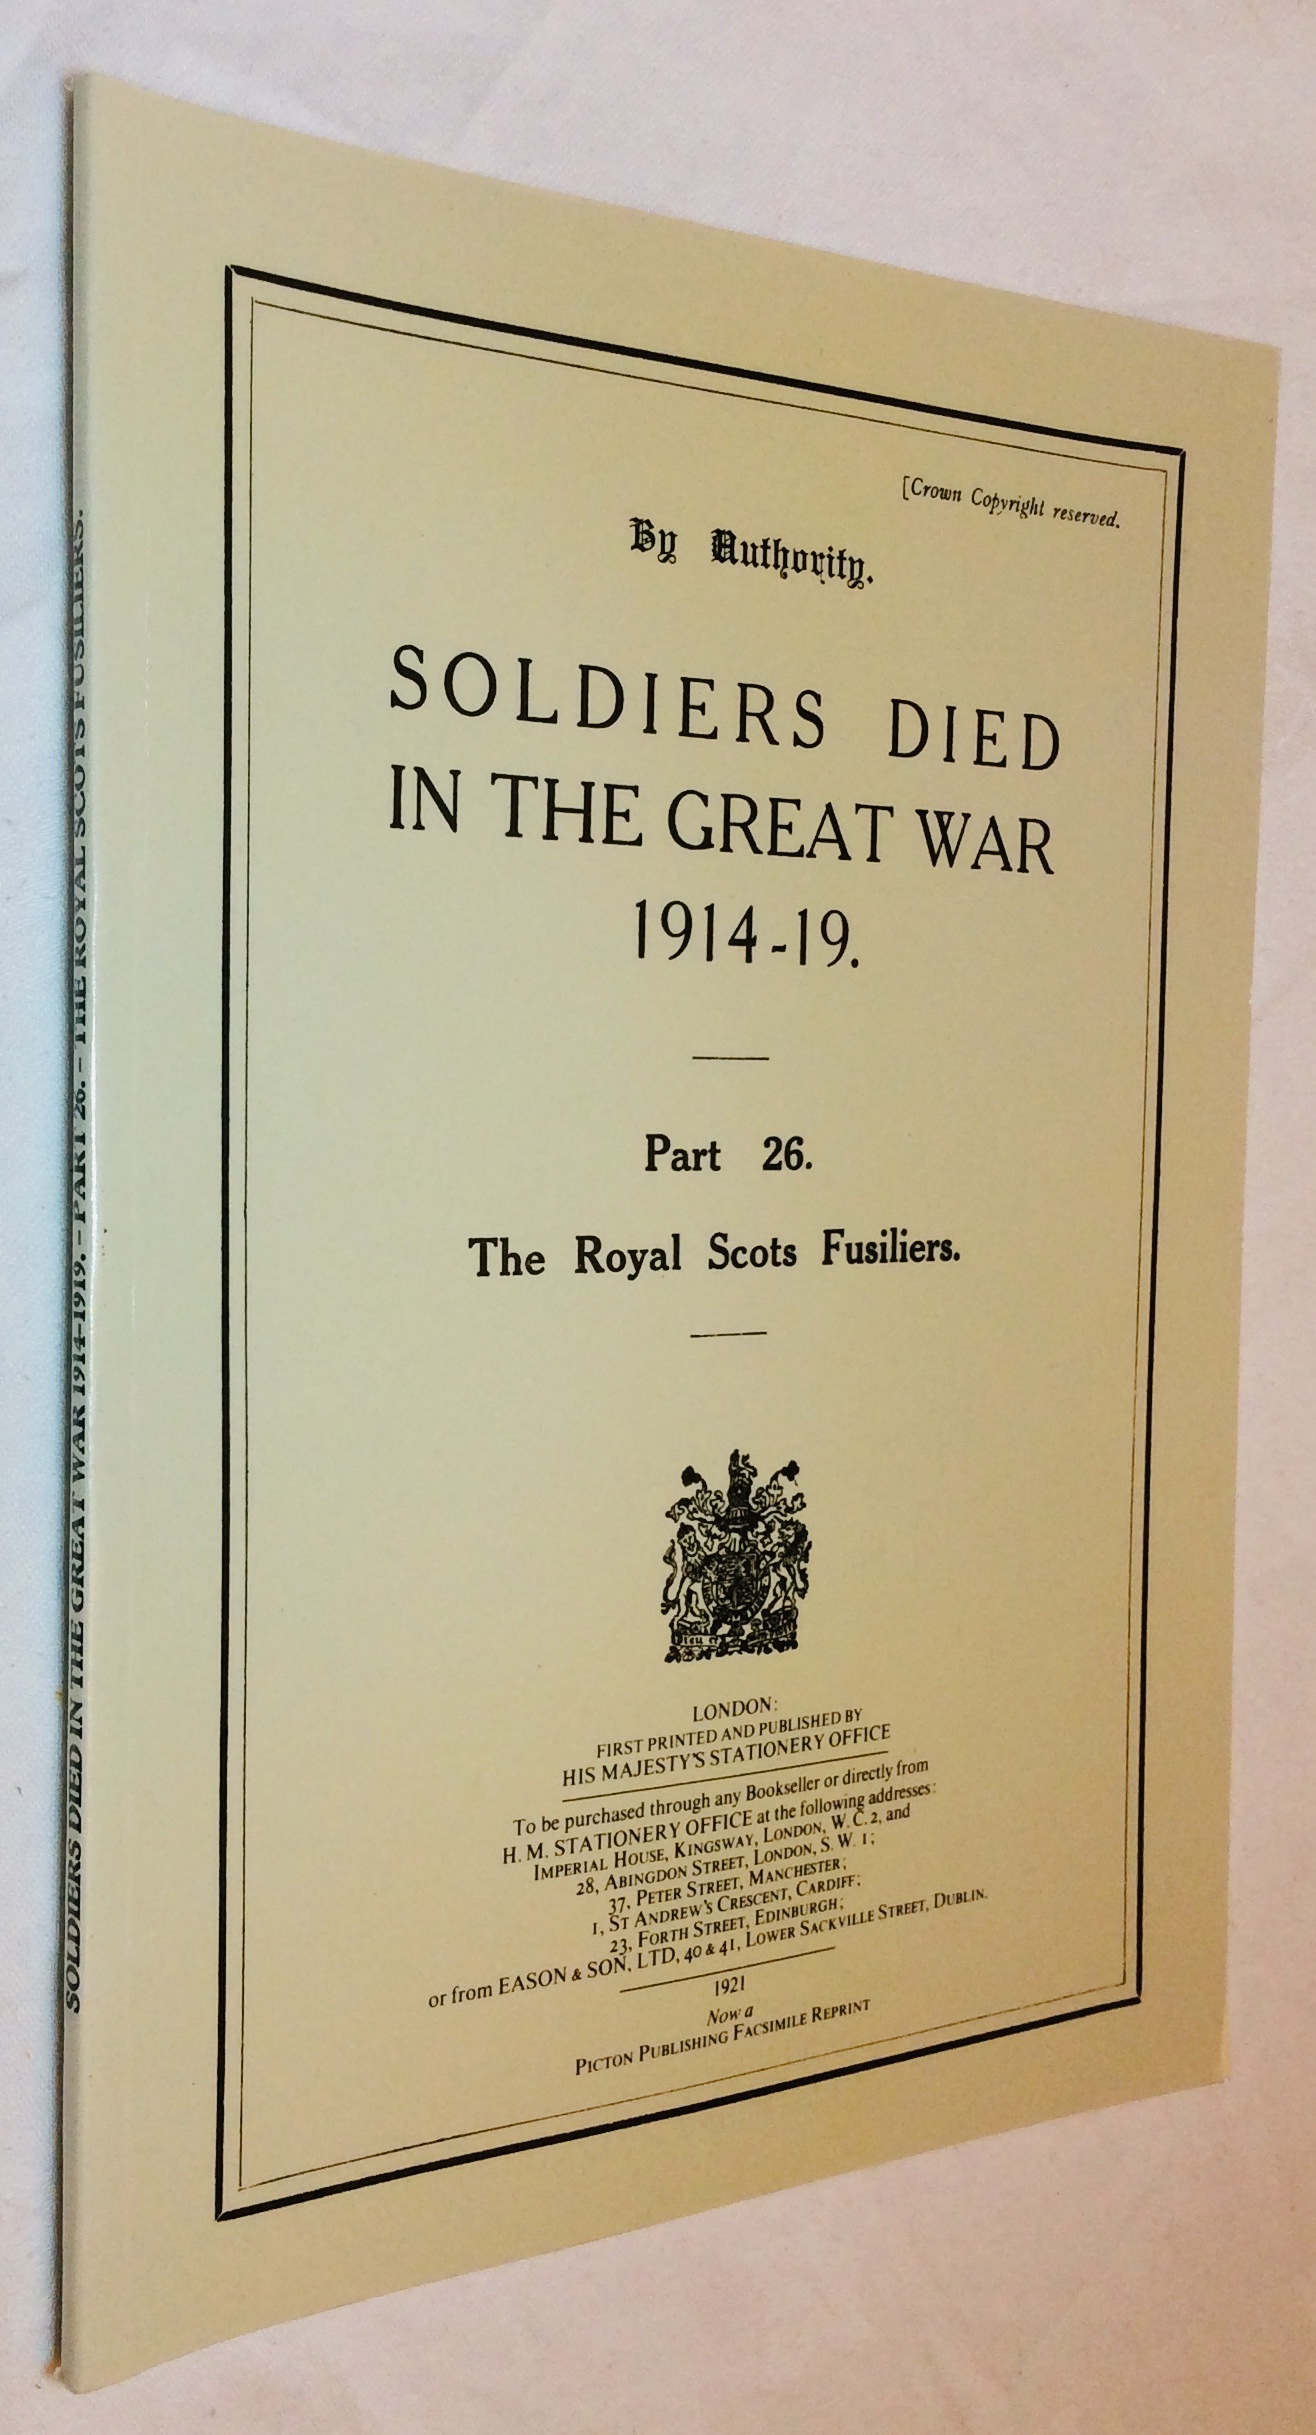 [Crown Copyright reserved.
By Authority.
SOLDIERS DIED
IN THE GREAT WAR
1914-19.
Part 26.
The Royal Scots Fusiliers.
LONDON:
FIRST PRINTED AND PUBLISHED BY
HIS MAJESTY'S STATIONERY OFFICE
To be purchased through any Bookseller or directly from
H. M. STATIONERY OFFICE at the following addresses:
IMPERIAL HOUSE, KINGSWAY, LONDON, W. C. 2, and
28, ABINGDON STREET, LONDON, S. W. 1;
37, PETER STREET, MANCHESTER;
1, ST ANDREW'S CRESCENT, CARDIFF;
23, FORTH STREET, EDINBURGH;
or from EASON & SON, LTD, 40 & 41, LOWER SACKVILLE STREET, DUBLIN.
1921
Now a
PICTON PUBLISHING FACSIMILE REPRINT
SOLDIERS DIED IN THE GREAT WAR 1914-1919. - PART 26. - THE ROYAL SCOTS FUSILIERS.